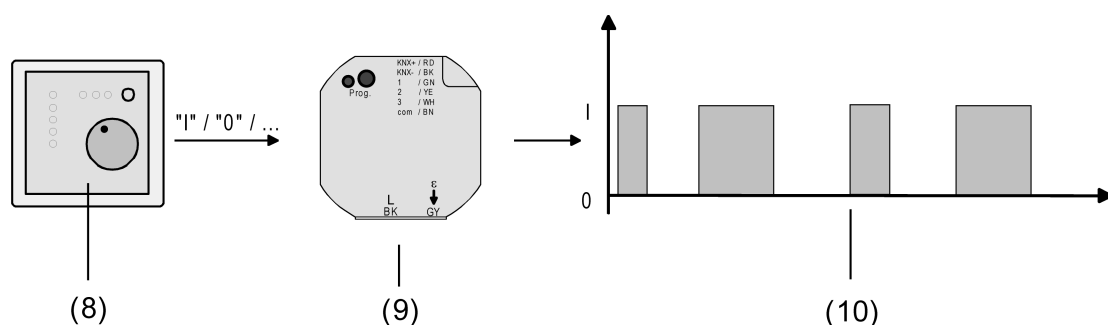 "I" / "0" / ...
KNX+ / RD
KNX- / BK
1 / GN
2 / YE
3 / WH
com / BN
Prog.
L
BK
ε
GY
I
0
(8)
(9)
(10)